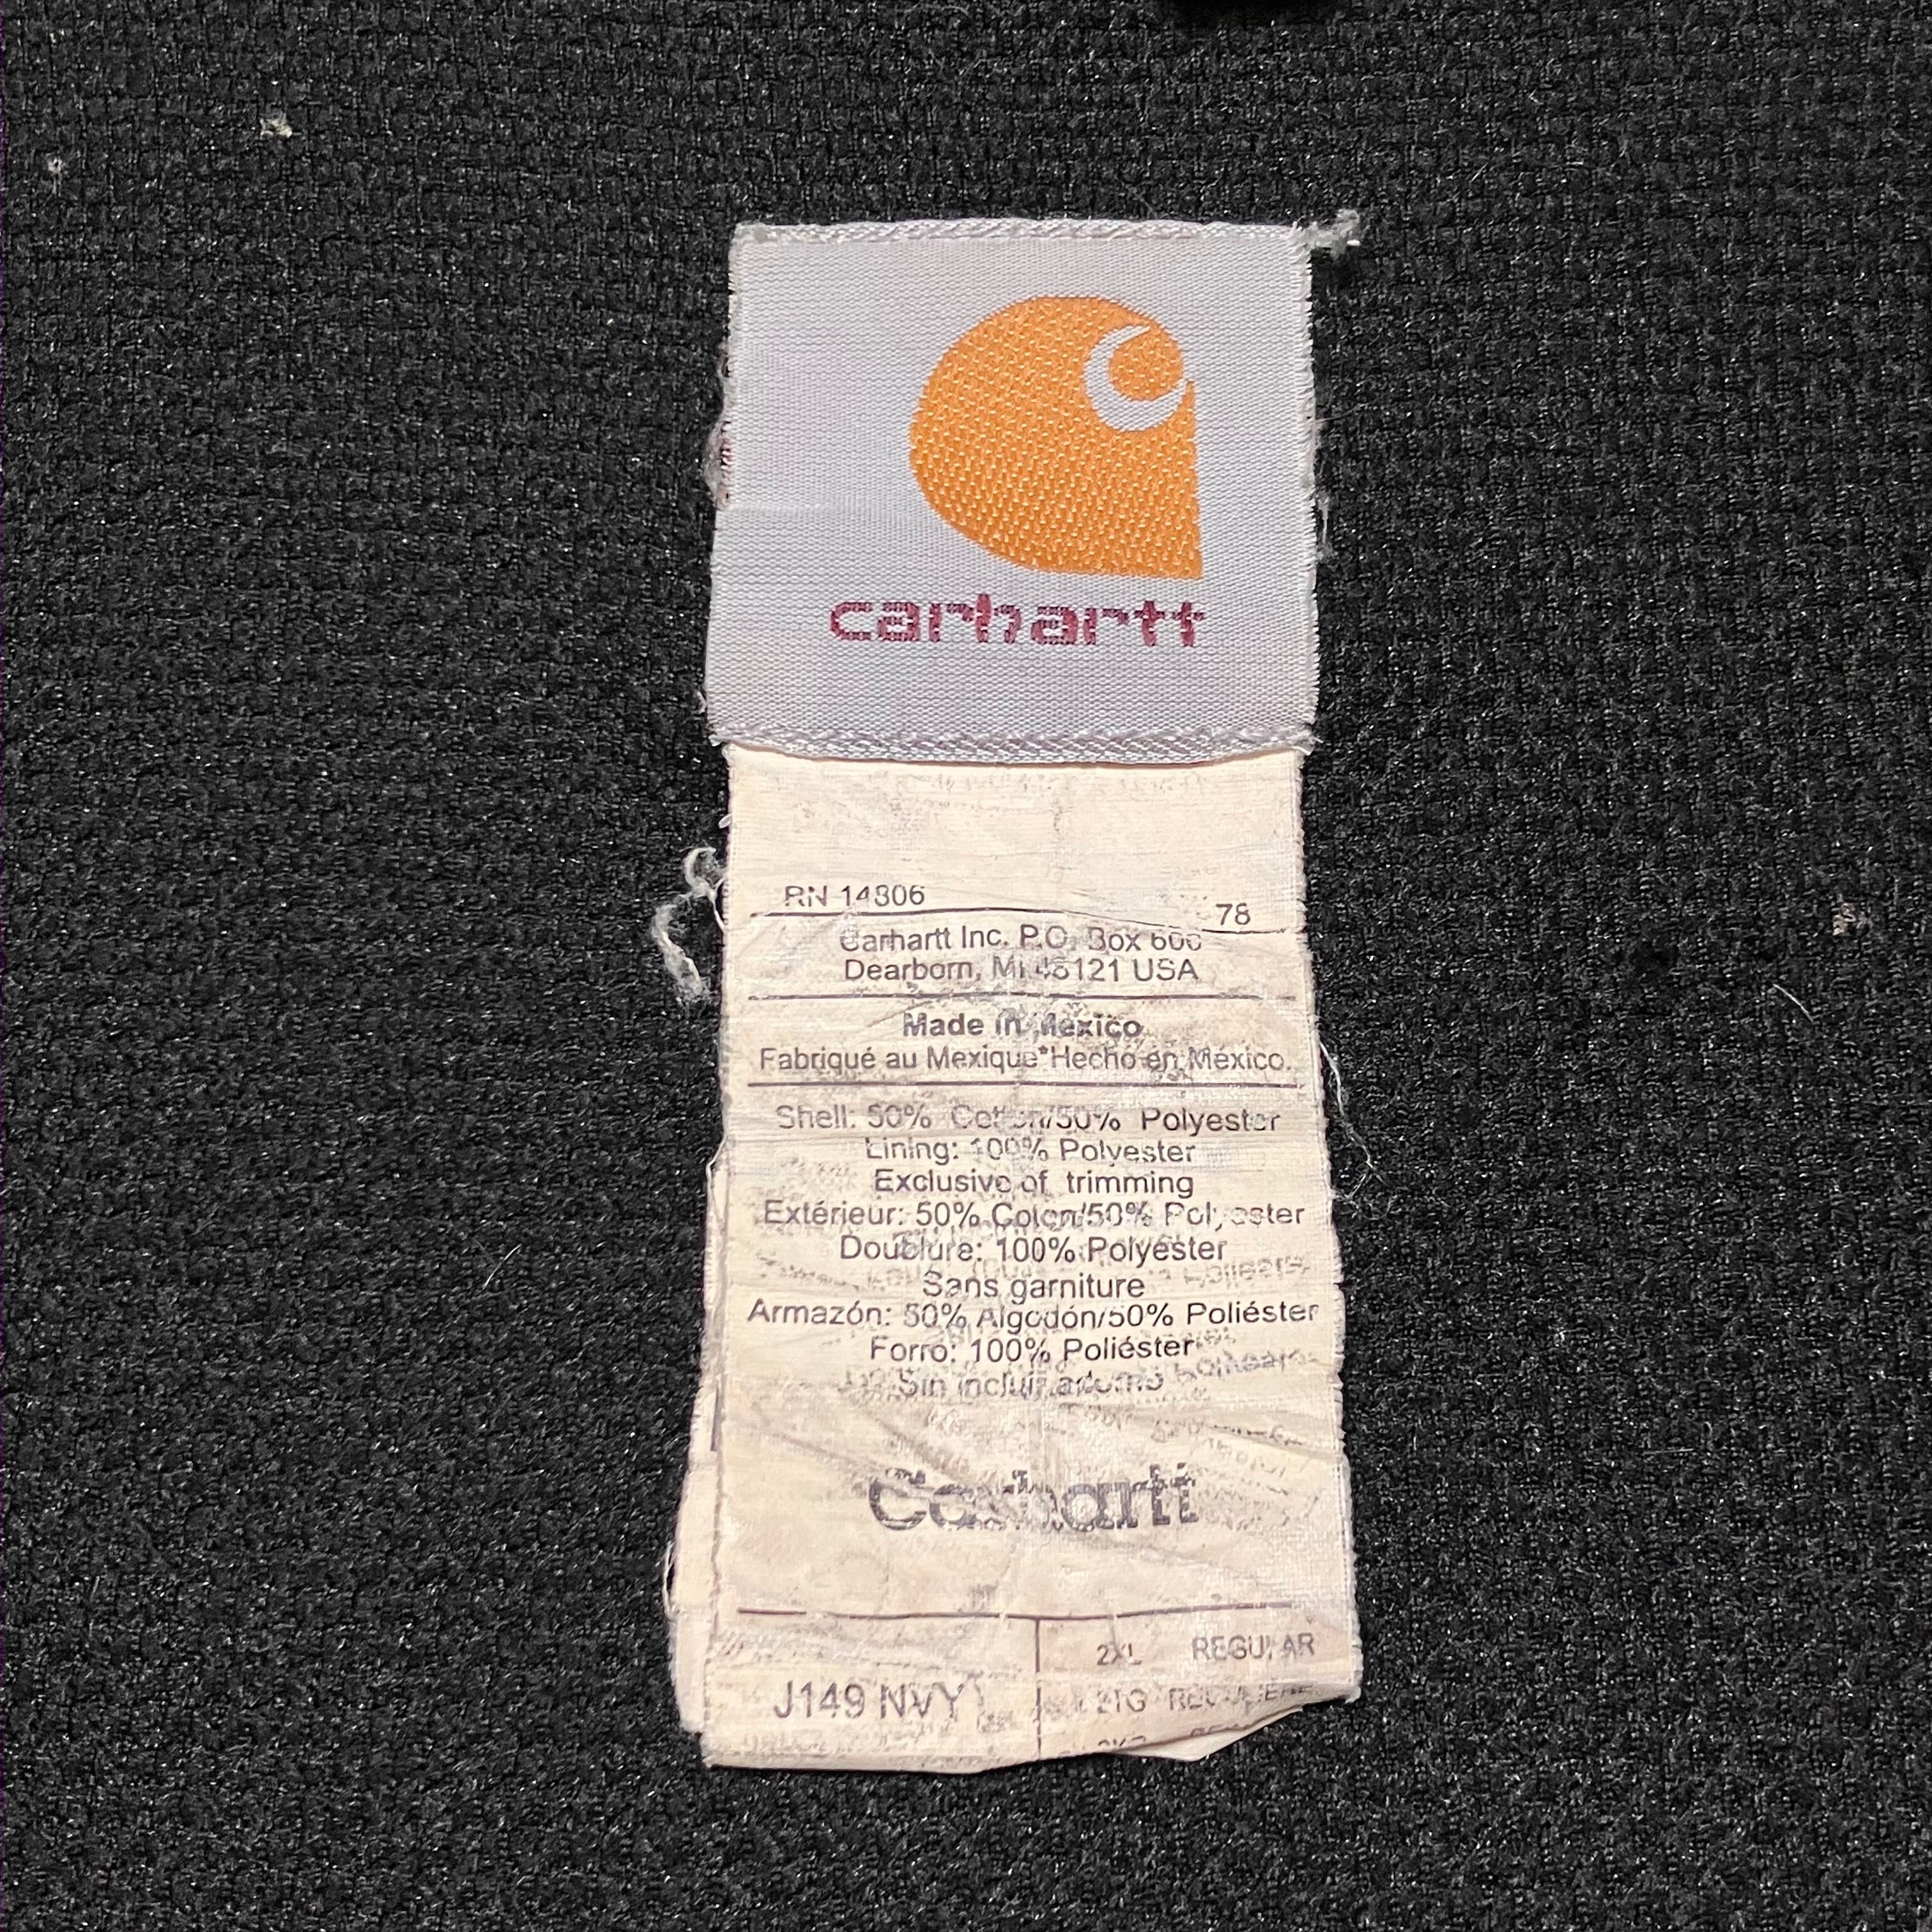 carhartt
RN 14806
78
Carhartt Inc. P.O. Box 600
Dearborn, MI 48121 USA
Made in Mexico
Fabriqué au Mexique*Hecho en México.
Shell: 50% Cotton/50% Polyester
Lining: 100% Polyester
Exclusive of trimming
Extérieur: 50% Coton/50% Polyester
Doublure: 100% Polyester
Sans garniture
Armazón: 50% Algodón/50% Poliéster
Forro: 100% Poliéster
Sin incluir adorno
Carhartt
2XL REGULAR
J149 NVY
2TG